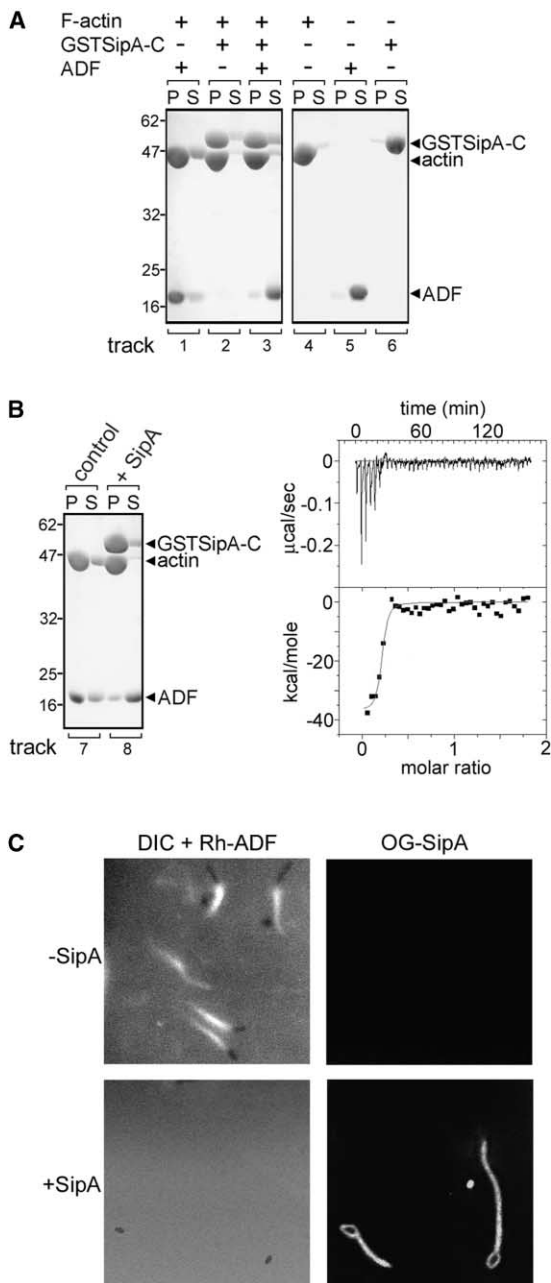 A
F-actin + + + + - -
GSTSipA-C - + + - - +
ADF + - + - + -
P S P S P S P S P S P S
62
47
32
25
16
GSTSipA-C
actin
ADF
track 1 2 3 4 5 6
B
control + SipA
P S P S
62
47
32
25
16
GSTSipA-C
actin
ADF
track 7 8
time (min)
0 60 120
0
-0.1
-0.2
μcal/sec
0
-20
-40
kcal/mole
0 1 2
molar ratio
C
DIC + Rh-ADF OG-SipA
-SipA
+SipA